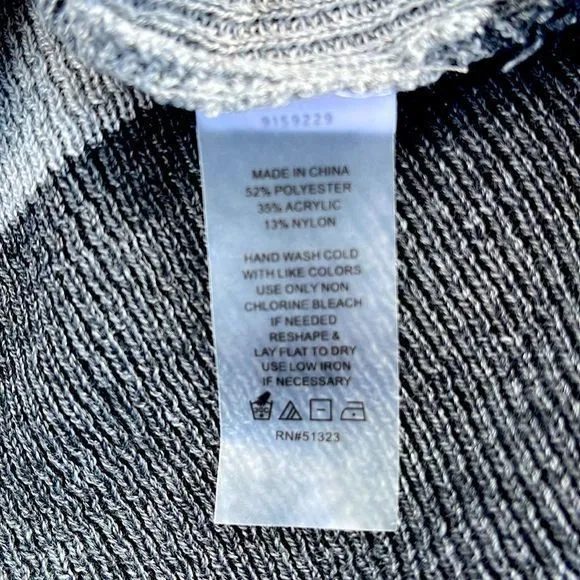 9159229
MADE IN CHINA
52% POLYESTER
35% ACRYLIC
13% NYLON
HAND WASH COLD
WITH LIKE COLORS
USE ONLY NON
CHLORINE BLEACH
IF NEEDED
RESHAPE &
LAY FLAT TO DRY
USE LOW IRON
IF NECESSARY
RN#51323